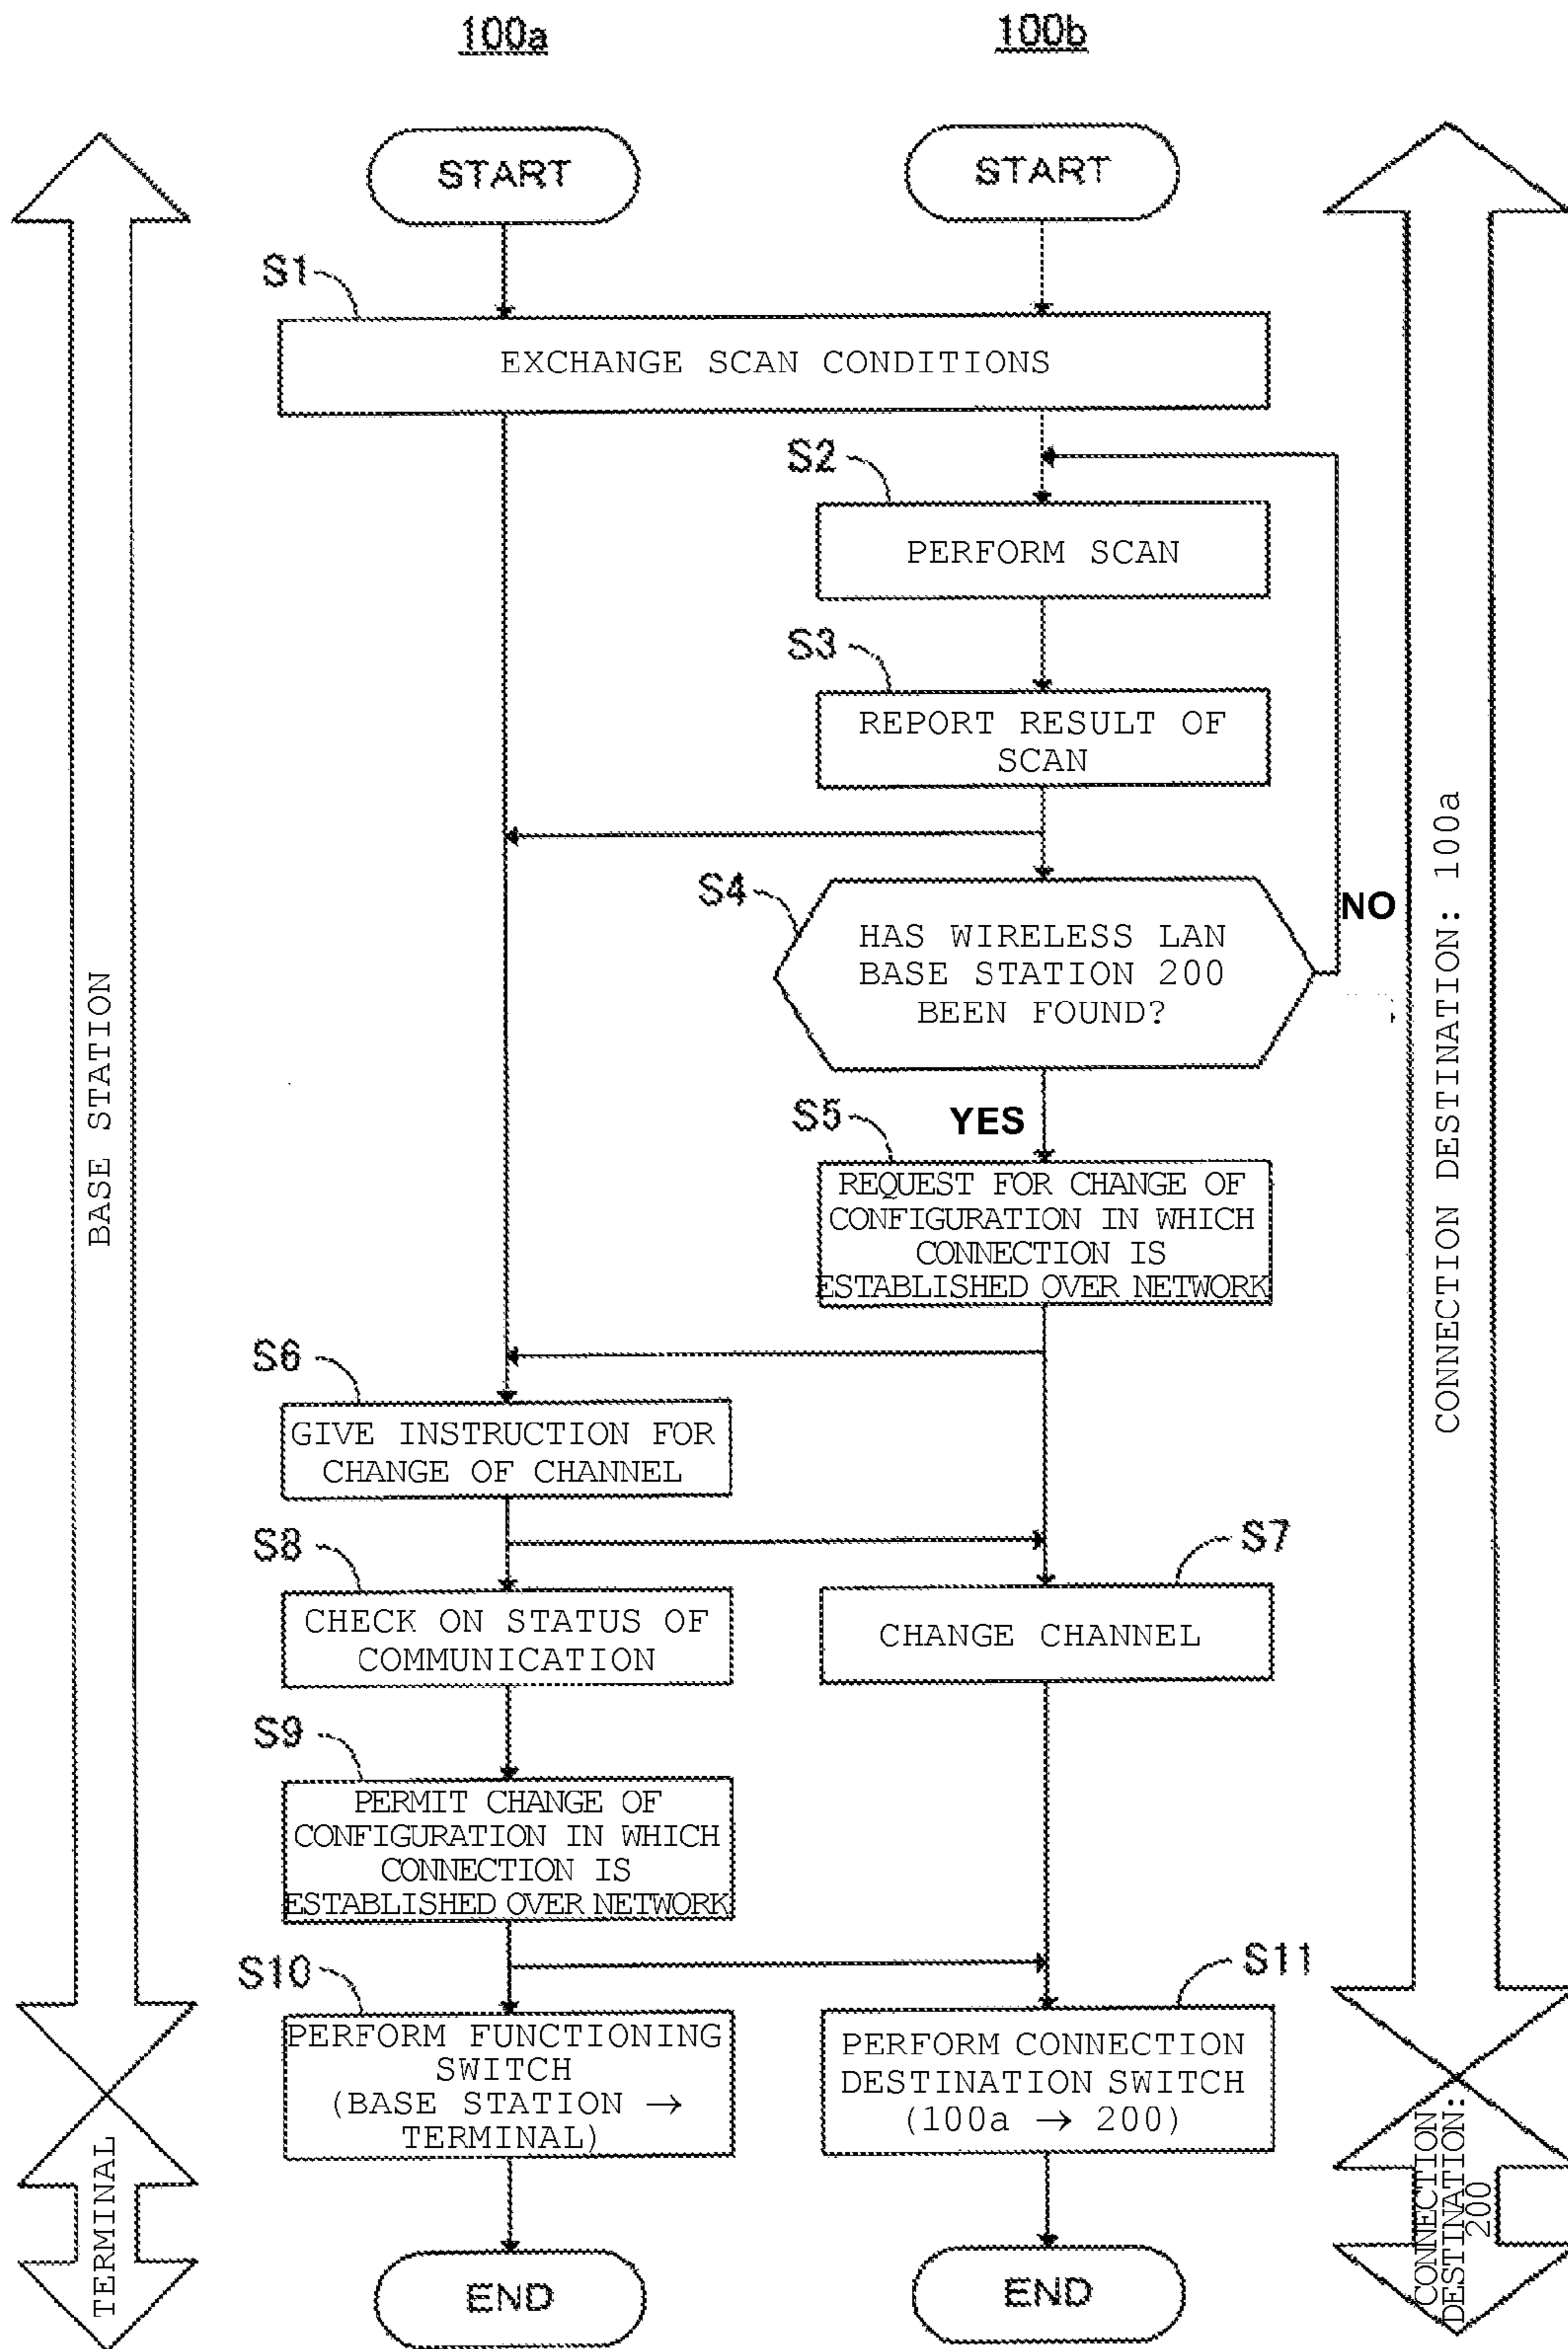 100a
100b
START
START
S1
EXCHANGE SCAN CONDITIONS
S2
PERFORM SCAN
S3
REPORT RESULT OF
SCAN
S4
HAS WIRELESS LAN
BASE STATION 200
BEEN FOUND?
NO
YES
S5
REQUEST FOR CHANGE OF
CONFIGURATION IN WHICH
CONNECTION IS
ESTABLISHED OVER NETWORK
S6
GIVE INSTRUCTION FOR
CHANGE OF CHANNEL
S7
CHANGE CHANNEL
S8
CHECK ON STATUS OF
COMMUNICATION
S9
PERMIT CHANGE OF
CONFIGURATION IN WHICH
CONNECTION IS
ESTABLISHED OVER NETWORK
S10
PERFORM FUNCTIONING
SWITCH
(BASE STATION →
TERMINAL)
S11
PERFORM CONNECTION
DESTINATION SWITCH
(100a → 200)
END
END
BASE STATION
TERMINAL
CONNECTION DESTINATION: 100a
CONNECTION
DESTINATION:
200